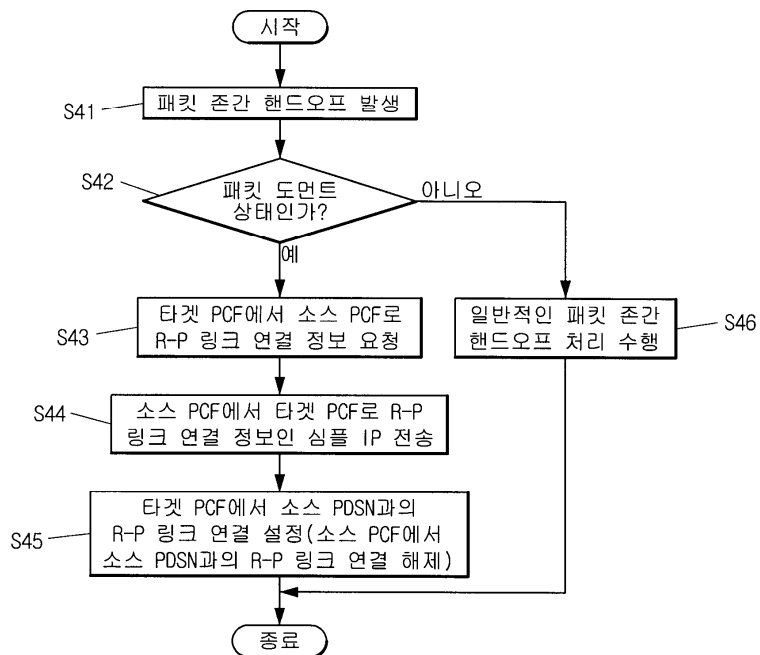 시작
S41
패킷 존간 핸드오프 발생
S42
패킷 도먼트
상태인가?
아니오
예
S43
타겟 PCF에서 소스 PCF로
R-P 링크 연결 정보 요청
일반적인 패킷 존간
핸드오프 처리 수행
S46
S44
소스 PCF에서 타겟 PCF로 R-P
링크 연결 정보인 심플 IP 전송
S45
타겟 PCF에서 소스 PDSN과의
R-P 링크 연결 설정(소스 PCF에서
소스 PDSN과의 R-P 링크 연결 해제)
종료